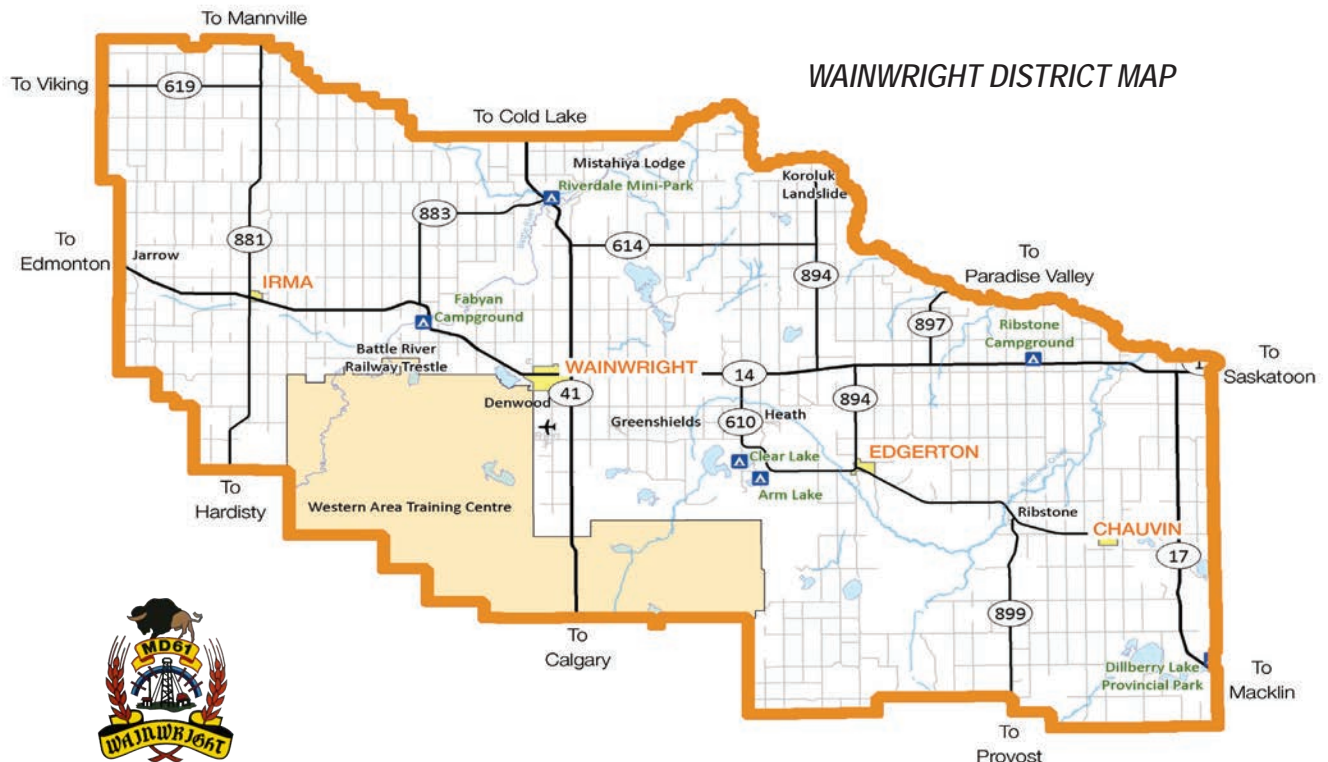 To Mannville
WAINWRIGHT DISTRICT MAP
To Viking
619
To Cold Lake
Mistahiya Lodge
Riverdale Mini-Park
Koroluk
Landslide
883
To
Edmonton
Jarrow
881
614
894
To
Paradise Valley
IRMA
Fabyan
Campground
897
Ribstone
Campground
Battle River
Railway Trestle
WAINWRIGHT
14
To
Saskatoon
1
Denwood
41
894
Greenshields
610
Heath
EDGERTON
Clear Lake
Arm Lake
To
Hardisty
Western Area Training Centre
Ribstone
CHAUVIN
17
899
To
Calgary
MD61
WAINWRIGHT
Dillberry Lake
Provincial Park
To
Macklin
To
Provost